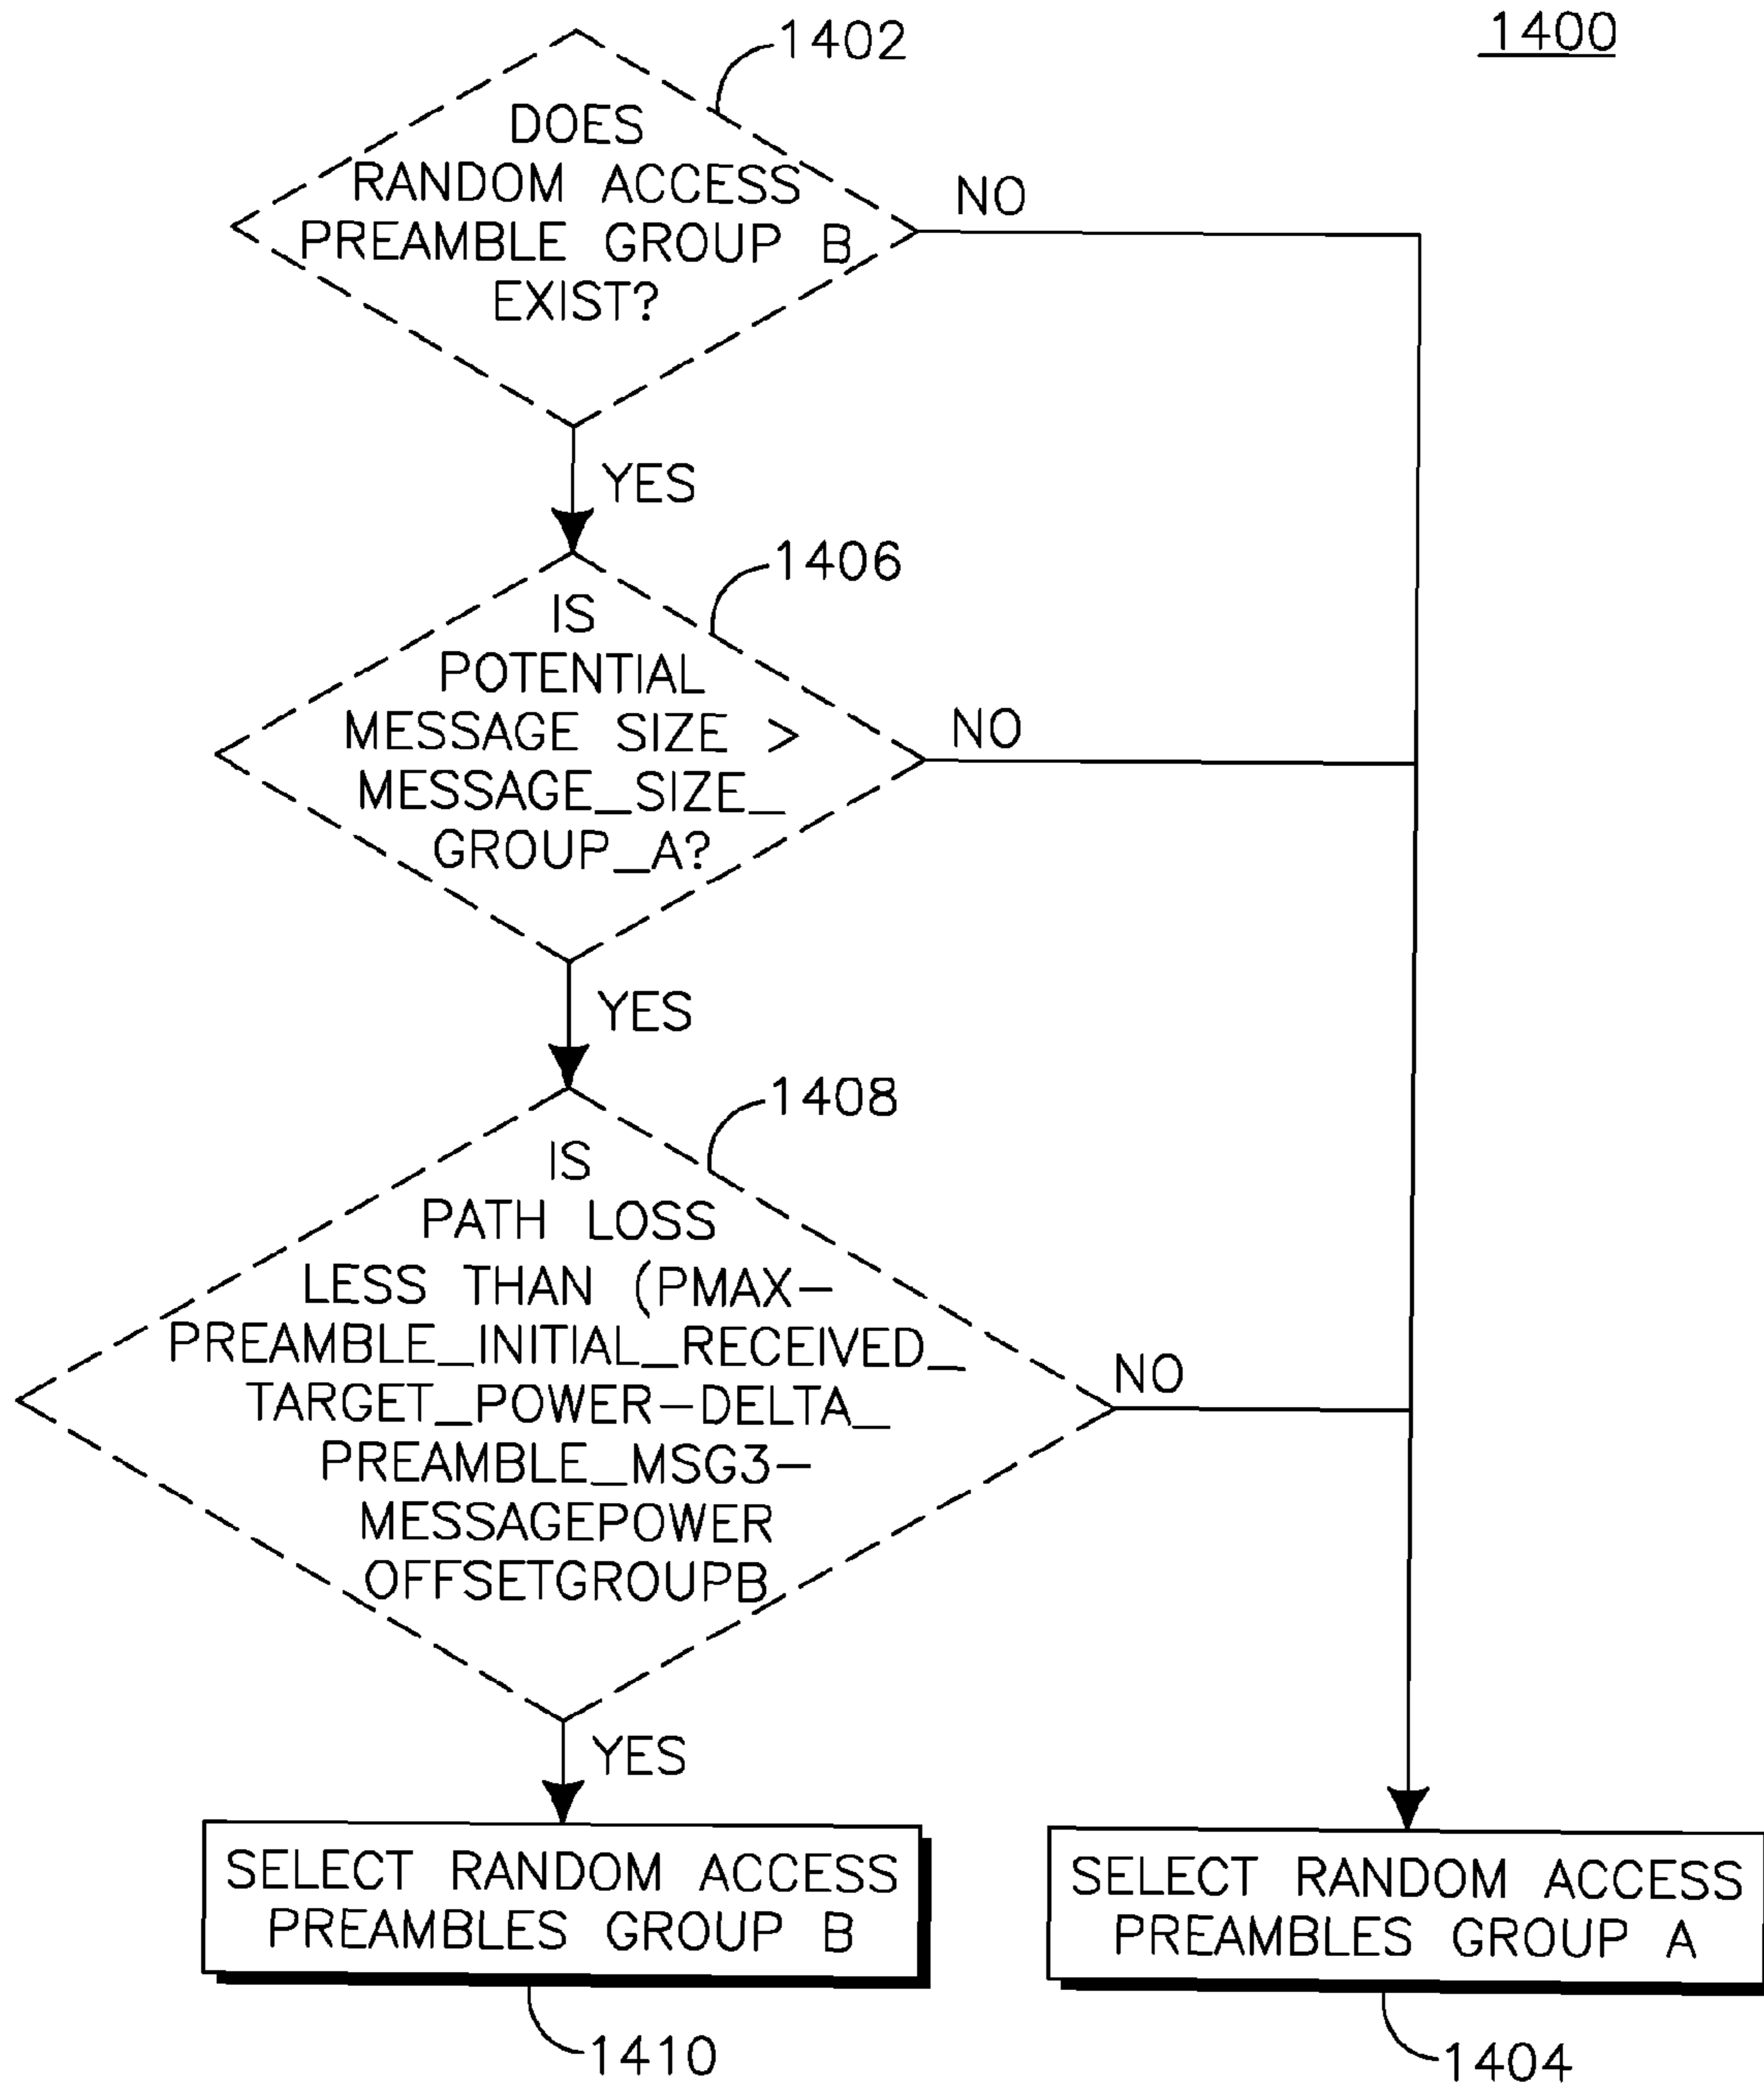 1400
1402
DOES
RANDOM ACCESS
PREAMBLE GROUP B
EXIST?
NO
YES
1406
IS
POTENTIAL
MESSAGE SIZE >
MESSAGE_SIZE_
GROUP_A?
NO
YES
1408
IS
PATH LOSS
LESS THAN (PMAX-
PREAMBLE_INITIAL_RECEIVED_
TARGET_POWER-DELTA_
PREAMBLE_MSG3-
MESSAGEPOWER
OFFSETGROUPB
NO
YES
SELECT RANDOM ACCESS
PREAMBLES GROUP B
1410
SELECT RANDOM ACCESS
PREAMBLES GROUP A
1404